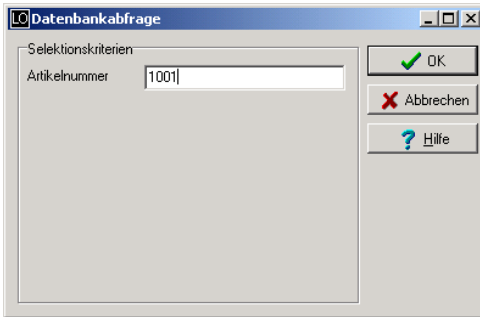 LO Datenbankabfrage
Selektionskriterien
Artikelnummer 1001
OK
Abbrechen
Hilfe